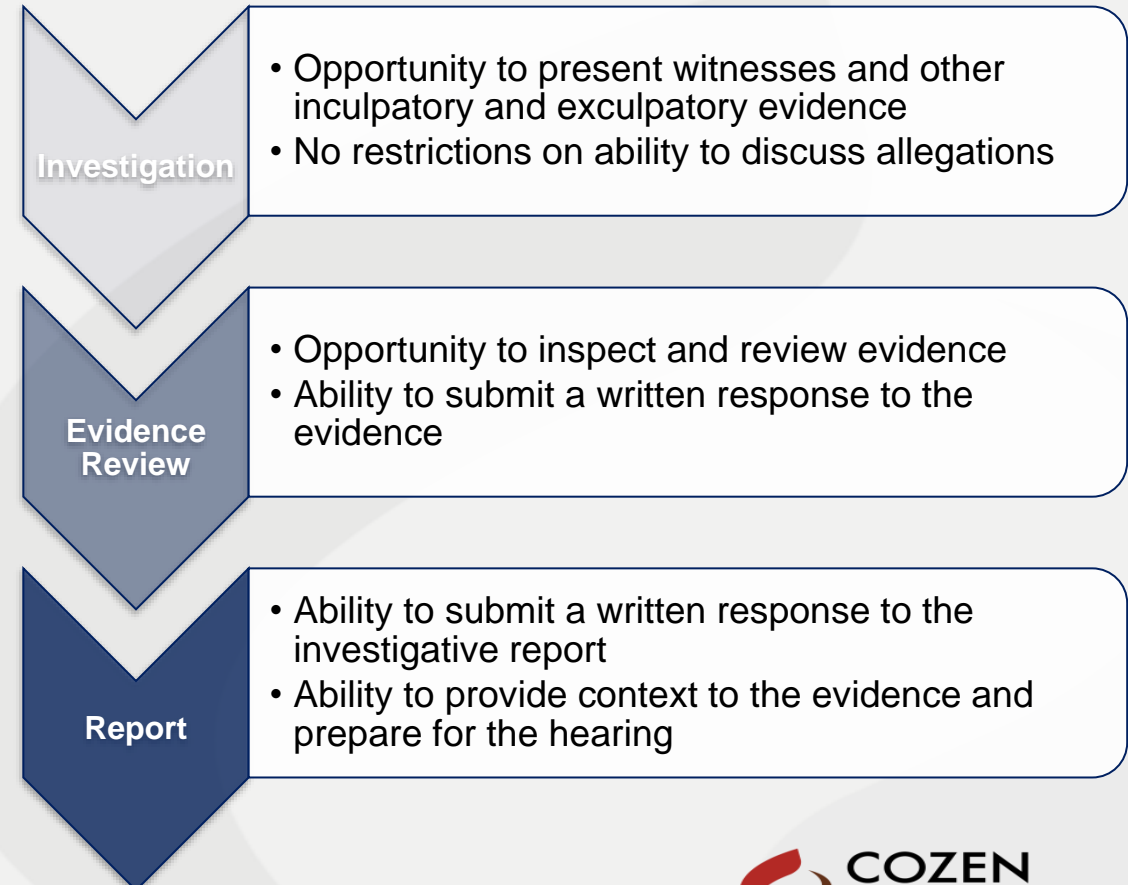 Investigation
• Opportunity to present witnesses and other
inculpatory and exculpatory evidence
• No restrictions on ability to discuss allegations
Evidence
Review
• Opportunity to inspect and review evidence
• Ability to submit a written response to the
evidence
Report
• Ability to submit a written response to the
investigative report
• Ability to provide context to the evidence and
prepare for the hearing
COZEN